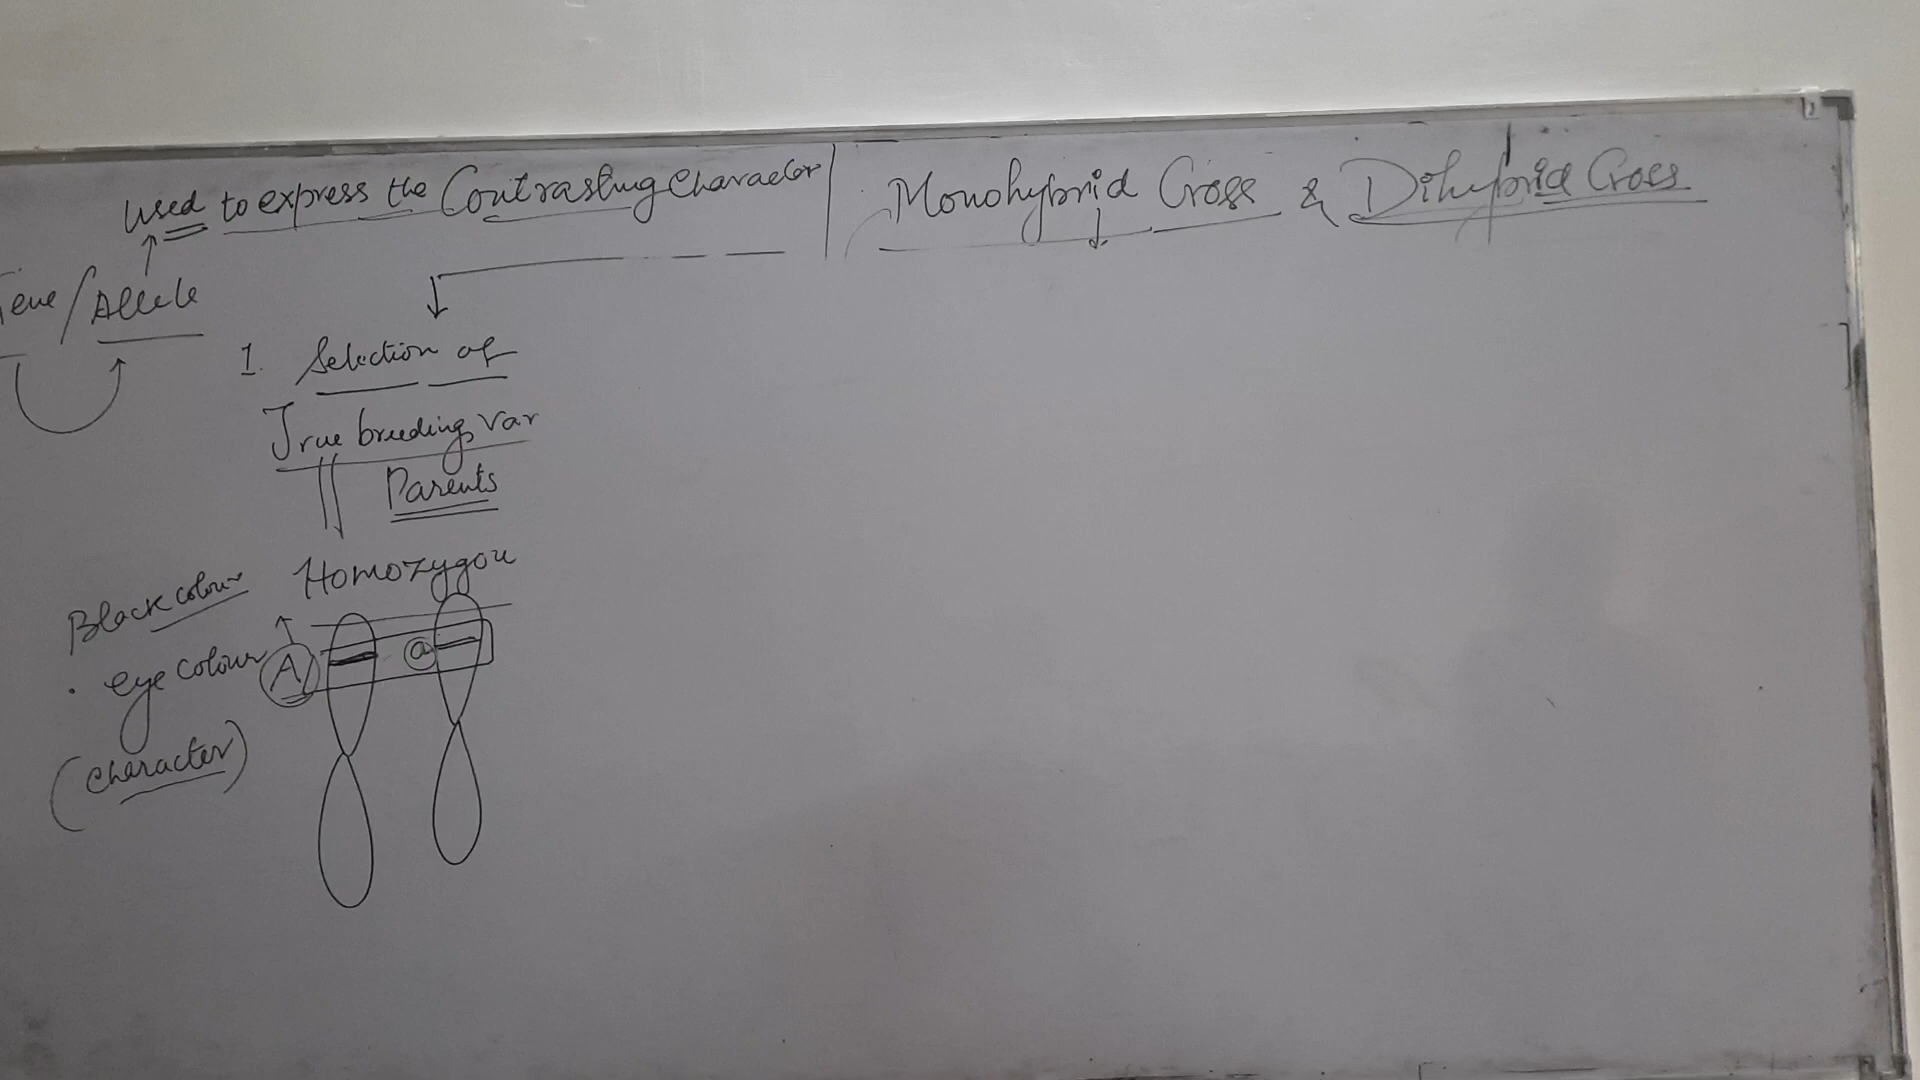 used to express the Contrasting Character
Monohybrid Cross & Dihybrid Cross
Gene/Allele
1. Selection of
True breeding var
Parents
Homozygou
Black colour
. eye colour
(character)
A
a